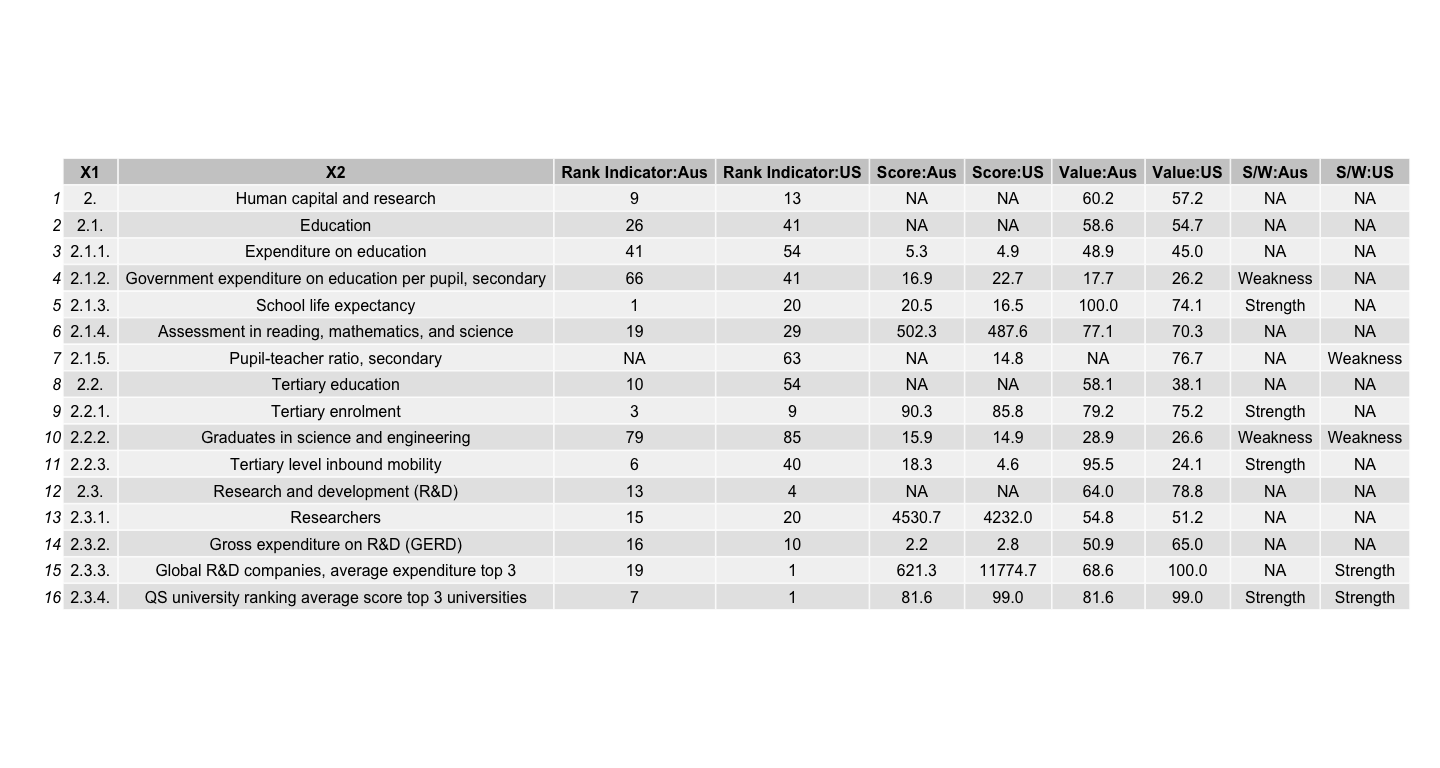 X1 X2 Rank Indicator:Aus Rank Indicator:US Score:Aus Score:US Value:Aus Value:US S/W:Aus S/W:US
1 2. Human capital and research 9 13 NA NA 60.2 57.2 NA NA
2 2.1. Education 26 41 NA NA 58.6 54.7 NA NA
3 2.1.1. Expenditure on education 41 54 5.3 4.9 48.9 45.0 NA NA
4 2.1.2. Government expenditure on education per pupil, secondary 66 41 16.9 22.7 17.7 26.2 Weakness NA
5 2.1.3. School life expectancy 1 20 20.5 16.5 100.0 74.1 Strength NA
6 2.1.4. Assessment in reading, mathematics, and science 19 29 502.3 487.6 77.1 70.3 NA NA
7 2.1.5. Pupil-teacher ratio, secondary NA 63 NA 14.8 NA 76.7 NA Weakness
8 2.2. Tertiary education 10 54 NA NA 58.1 38.1 NA NA
9 2.2.1. Tertiary enrolment 3 9 90.3 85.8 79.2 75.2 Strength NA
10 2.2.2. Graduates in science and engineering 79 85 15.9 14.9 28.9 26.6 Weakness Weakness
11 2.2.3. Tertiary level inbound mobility 6 40 18.3 4.6 95.5 24.1 Strength NA
12 2.3. Research and development (R&D) 13 4 NA NA 64.0 78.8 NA NA
13 2.3.1. Researchers 15 20 4530.7 4232.0 54.8 51.2 NA NA
14 2.3.2. Gross expenditure on R&D (GERD) 16 10 2.2 2.8 50.9 65.0 NA NA
15 2.3.3. Global R&D companies, average expenditure top 3 19 1 621.3 11774.7 68.6 100.0 NA Strength
16 2.3.4. QS university ranking average score top 3 universities 7 1 81.6 99.0 81.6 99.0 Strength Strength